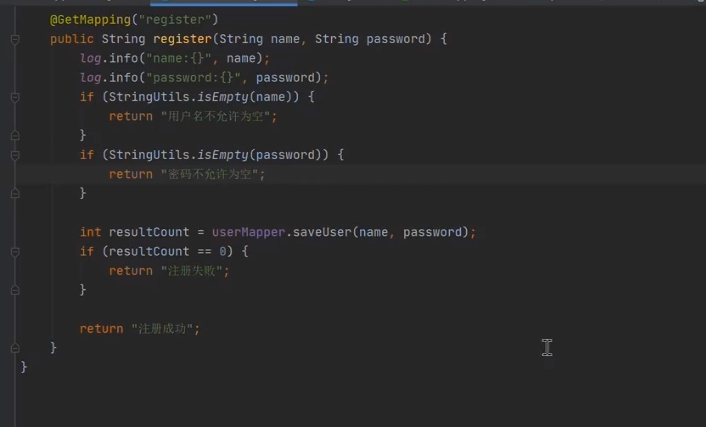 @GetMapping("register")
public String register(String name, String password) {
log.info("name:{}", name);
log.info("password:{}", password);
if (StringUtils.isEmpty(name)) {
return "用户名不允许为空";
}
if (StringUtils.isEmpty(password)) {
return "密码不允许为空";
}
int resultCount = userMapper.saveUser(name, password);
if (resultCount == 0) {
return "注册失败";
}
return "注册成功";
}
}